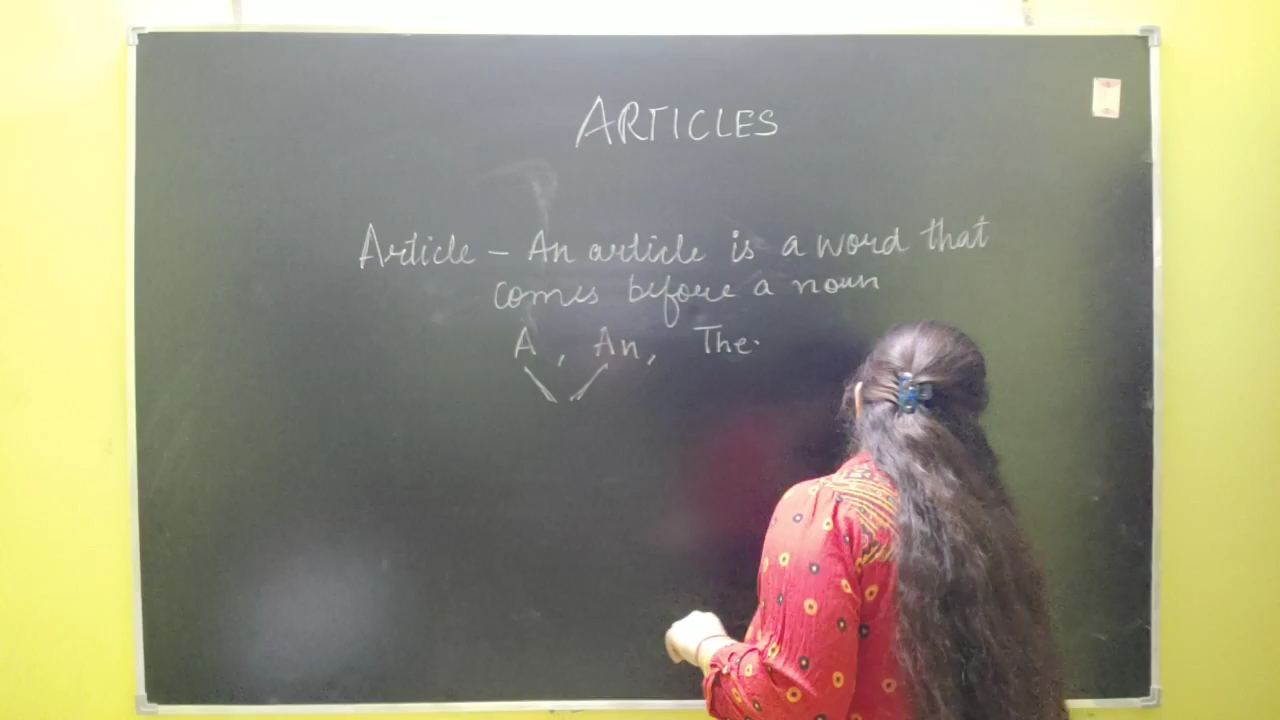 ARTICLES
Article – An article is a word that
comes before a noun
A , An, The.